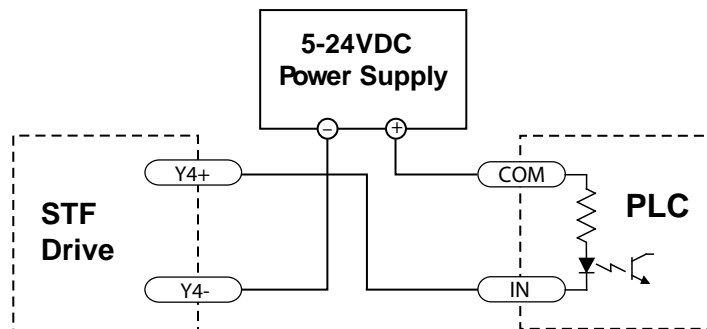 5-24VDC
Power Supply
–
+
Y4+
COM
STF
Drive
PLC
Y4-
IN